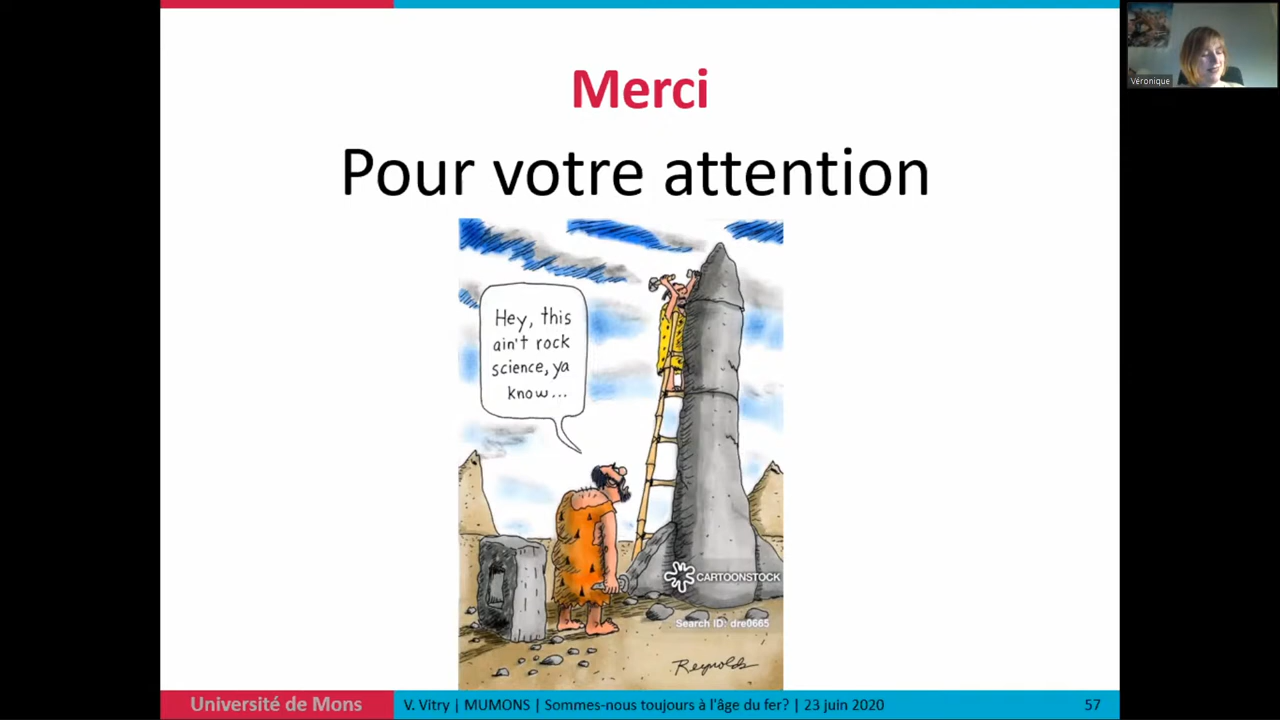 Merci
Pour votre attention
Hey, this
ain't rock
science, ya
know...
CARTOONSTOCK
Search ID: dre0665
Reynolds
Université de Mons
V. Vitry | MUMONS | Sommes-nous toujours à l'âge du fer? | 23 juin 2020
57
Véronique